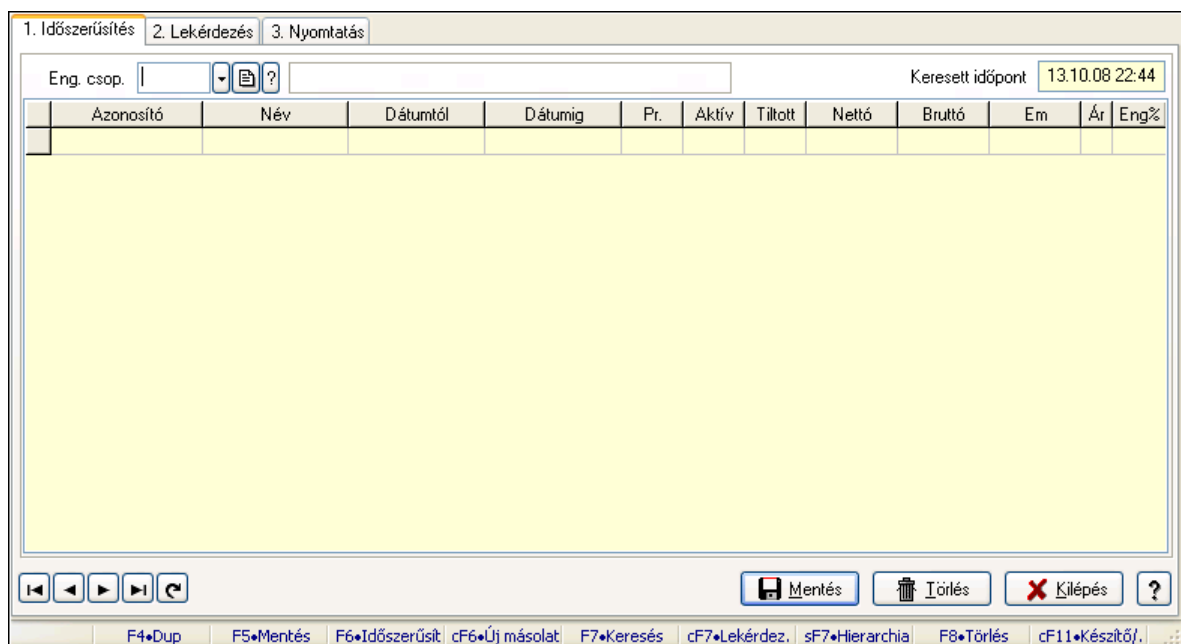 1. Időszerűsítés 2. Lekérdezés 3. Nyomtatás
Eng. csop. ? Keresett időpont 13.10.08 22:44
Azonosító Név Dátumtól Dátumig Pr. Aktív Tiltott Nettó Bruttó Em Ár Eng%
Mentés Törlés Kilépés ?
F4•Dup F5•Mentés F6•Időszerűsít cF6•Új másolat F7•Keresés cF7•Lekérdez. sF7•Hierarchia F8•Törlés cF11•Készítő/.